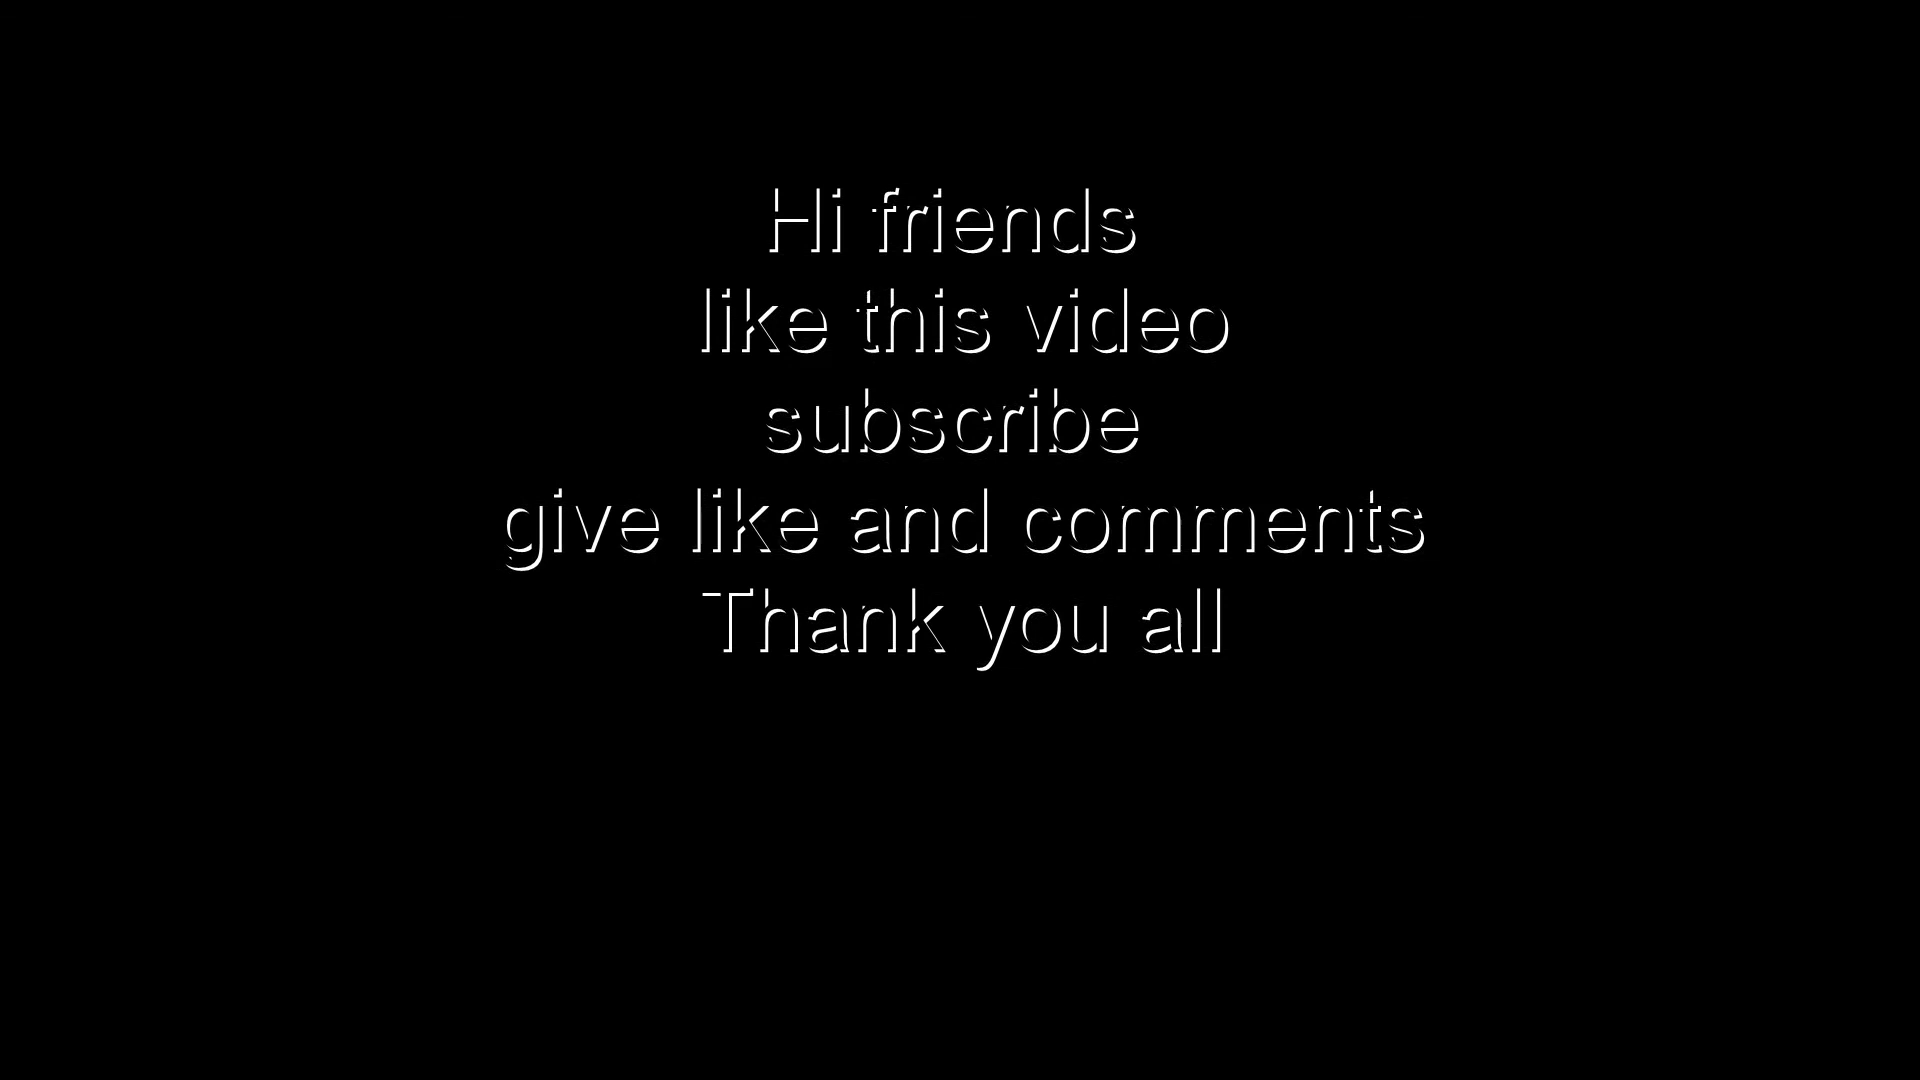 Hi friends
like this video
subscribe
give like and comments
Thank you all